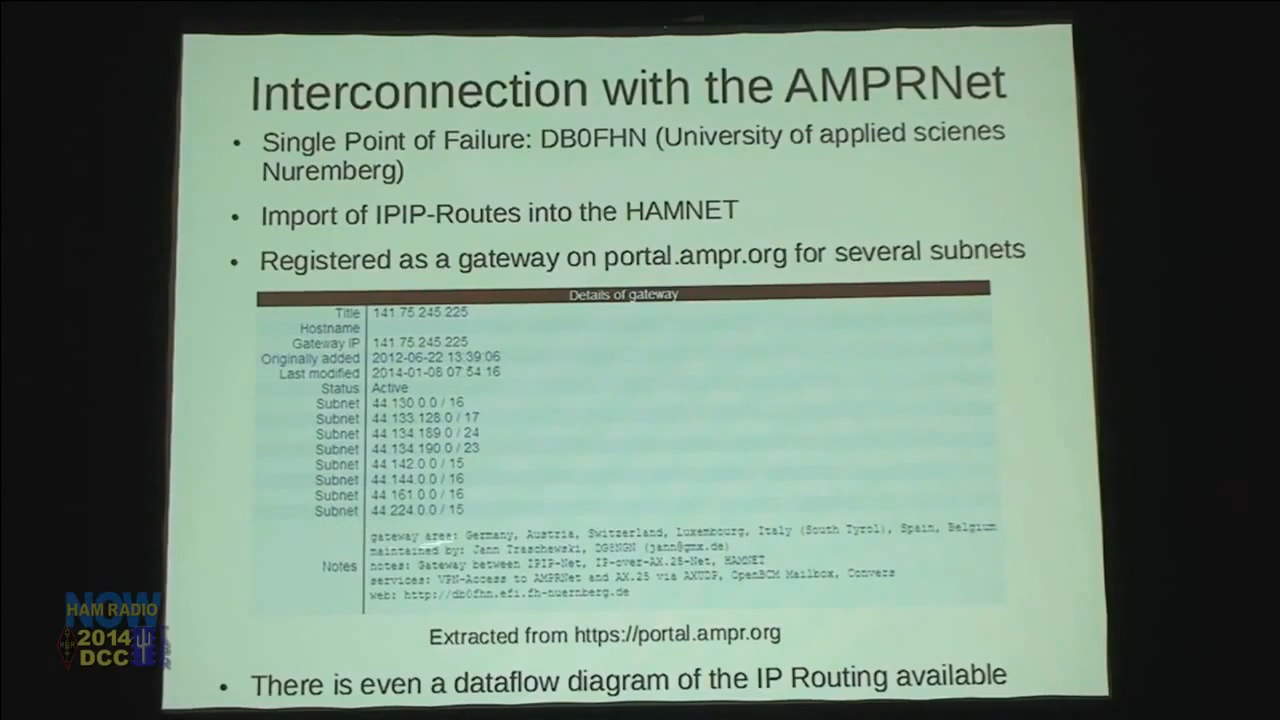 Interconnection with the AMPRNet
• Single Point of Failure: DB0FHN (University of applied scienes
Nuremberg)
• Import of IPIP-Routes into the HAMNET
• Registered as a gateway on portal.ampr.org for several subnets
Details of gateway
Title 141.75.245.225
Hostname
Gateway IP 141.75.245.225
Originally added 2012-06-22 13:39:06
Last modified 2014-01-08 07:54:16
Status Active
Subnet 44.130.0.0 / 16
Subnet 44.133.128.0 / 17
Subnet 44.134.189.0 / 24
Subnet 44.134.190.0 / 23
Subnet 44.142.0.0 / 15
Subnet 44.144.0.0 / 16
Subnet 44.161.0.0 / 16
Subnet 44.224.0.0 / 15
gateway area: Germany, Austria, Switzerland, Luxembourg, Italy (South Tyrol), Spain, Belgium
maintained by: Jann Traschewski, DG8NGN (jann@gmx.de)
Notes notes: Gateway between IPIP-Net, IP-over-AX.25-Net, HAMNET
services: VPN-Access to AMPRNet and AX.25 via AXUDP, OpenBCM Mailbox, Convers
web: http://db0fhn.efi.fh-nuernberg.de
Extracted from https://portal.ampr.org
• There is even a dataflow diagram of the IP Routing available
HAM RADIO
NOW
2014
DCC